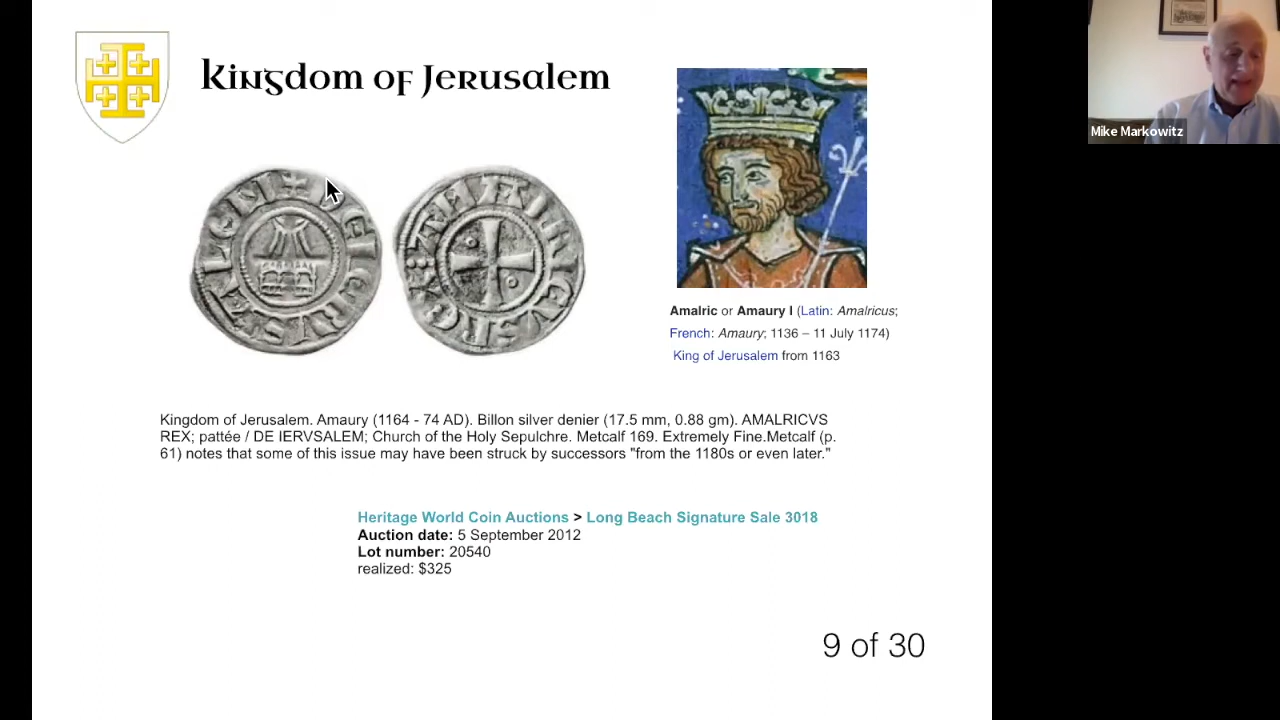 Kingdom of Jerusalem
Mike Markowitz
Amalric or Amaury I (Latin: Amalricus;
French: Amaury; 1136 – 11 July 1174)
King of Jerusalem from 1163
Kingdom of Jerusalem. Amaury (1164 - 74 AD). Billon silver denier (17.5 mm, 0.88 gm). AMALRICVS
REX; pattée / DE IERVSALEM; Church of the Holy Sepulchre. Metcalf 169. Extremely Fine.Metcalf (p.
61) notes that some of this issue may have been struck by successors "from the 1180s or even later."
Heritage World Coin Auctions > Long Beach Signature Sale 3018
Auction date: 5 September 2012
Lot number: 20540
realized: $325
9 of 30